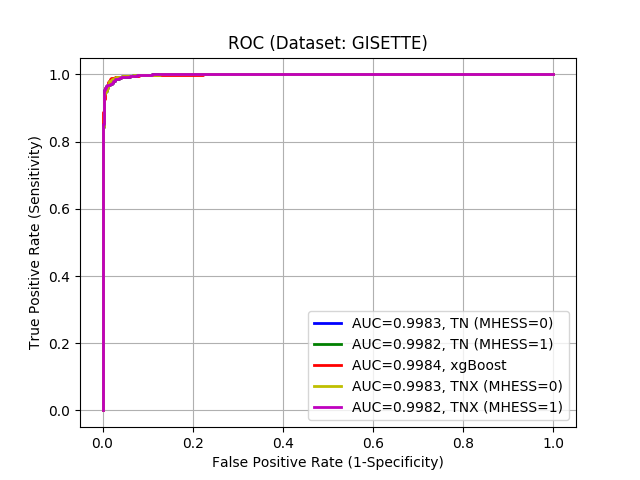 ROC (Dataset: GISETTE)
True Positive Rate (Sensitivity)
1.0
0.8
0.6
0.4
0.2
0.0
AUC=0.9983, TN (MHESS=0)
AUC=0.9982, TN (MHESS=1)
AUC=0.9984, xgBoost
AUC=0.9983, TNX (MHESS=0)
AUC=0.9982, TNX (MHESS=1)
0.0 0.2 0.4 0.6 0.8 1.0
False Positive Rate (1-Specificity)